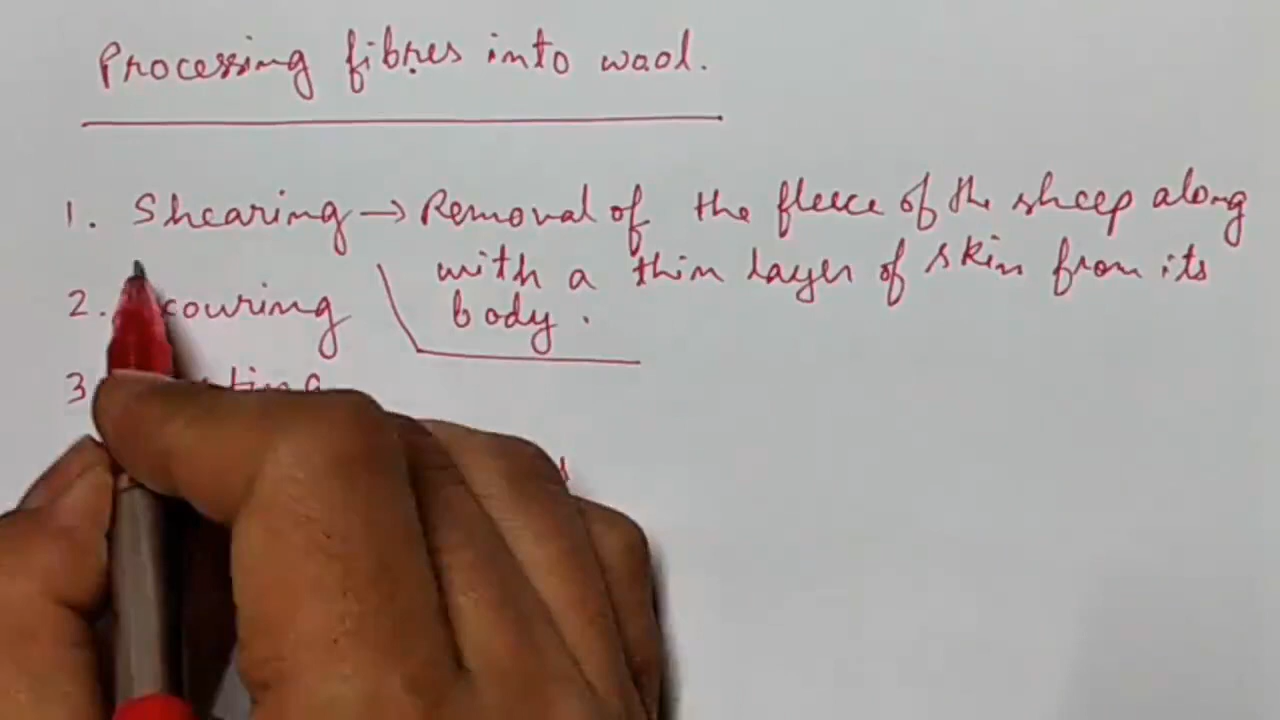 Processing fibres into wool.
1. Shearing → Removal of the fleece of the sheep along
with a thin layer of skin from its
body.
2.
3